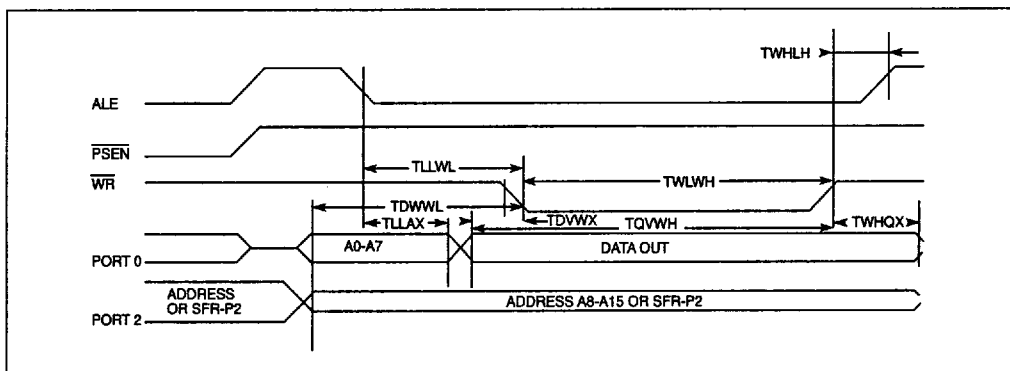 TWHLH
ALE
PSEN
TLLWL
WR
TWLWH
TDWWL
TLLAX
TDVWX
TQVWH
TWHQX
PORT 0
A0-A7
DATA OUT
ADDRESS
OR SFR-P2
ADDRESS A8-A15 OR SFR-P2
PORT 2